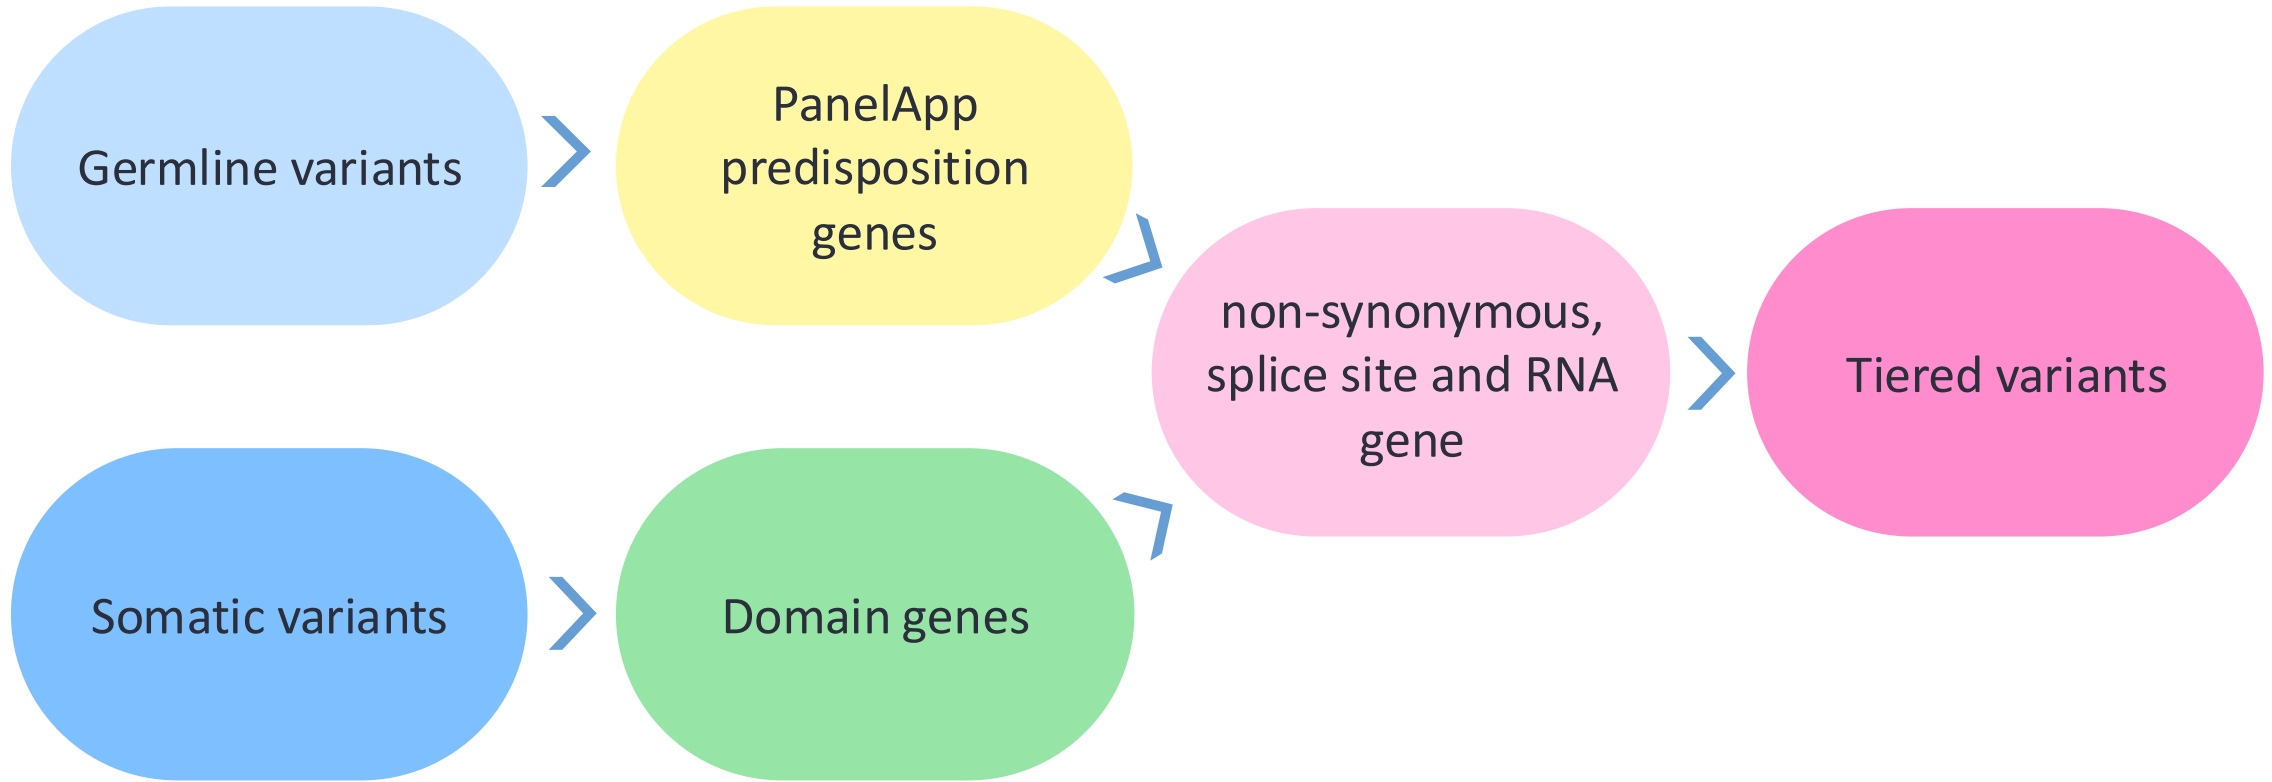 Germline variants
PanelApp
predisposition
genes
non-synonymous,
splice site and RNA
gene
Tiered variants
Somatic variants
Domain genes